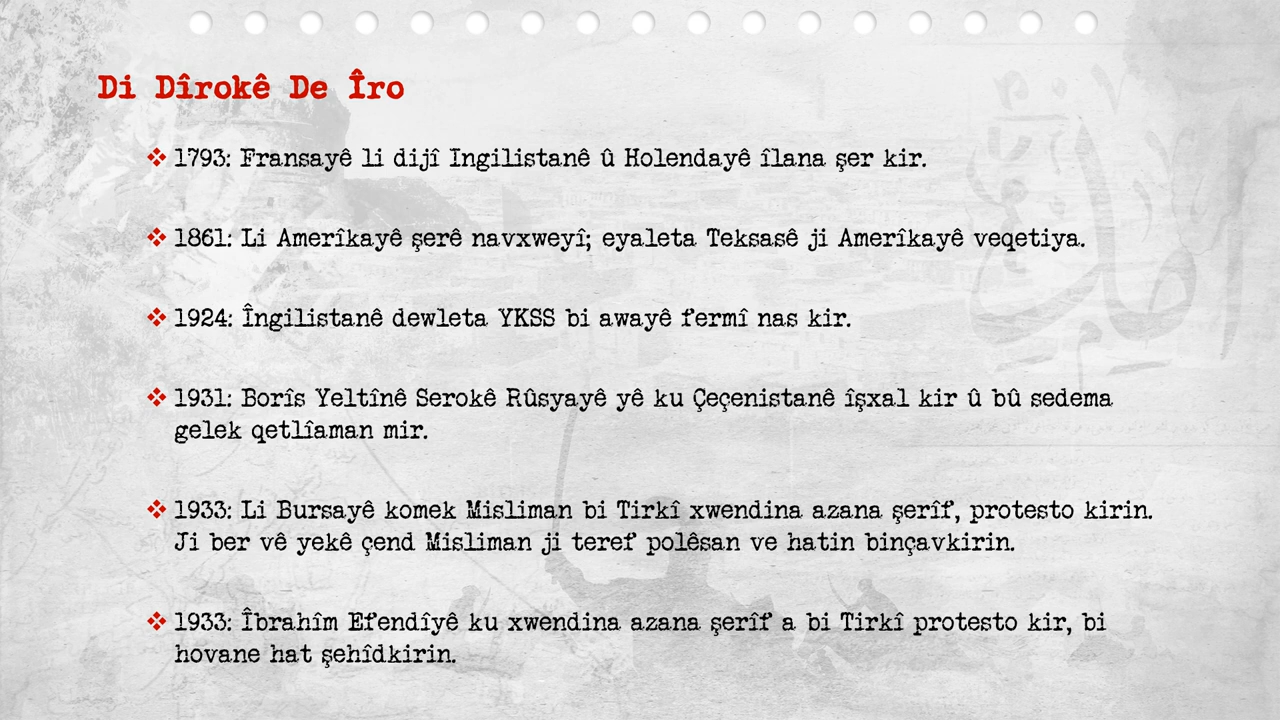 Di Dîrokê De Îro
❖ 1793: Fransayê li dijî Ingilistanê û Holendayê îlana şer kir.
❖ 1861: Li Amerîkayê şerê navxweyî; eyaleta Teksasê ji Amerîkayê veqetiya.
❖ 1924: Îngilistanê dewleta YKSS bi awayê fermî nas kir.
❖ 1931: Borîs Yeltînê Serokê Rûsyayê yê ku Çeçenistanê îşxal kir û bû sedema
gelek qetlîaman mir.
❖ 1933: Li Bursayê komek Misliman bi Tirkî xwendina azana şerîf, protesto kirin.
Ji ber vê yekê çend Misliman ji teref polêsan ve hatin binçavkirin.
❖ 1933: Îbrahîm Efendîyê ku xwendina azana şerîf a bi Tirkî protesto kir, bi
hovane hat şehîdkirin.